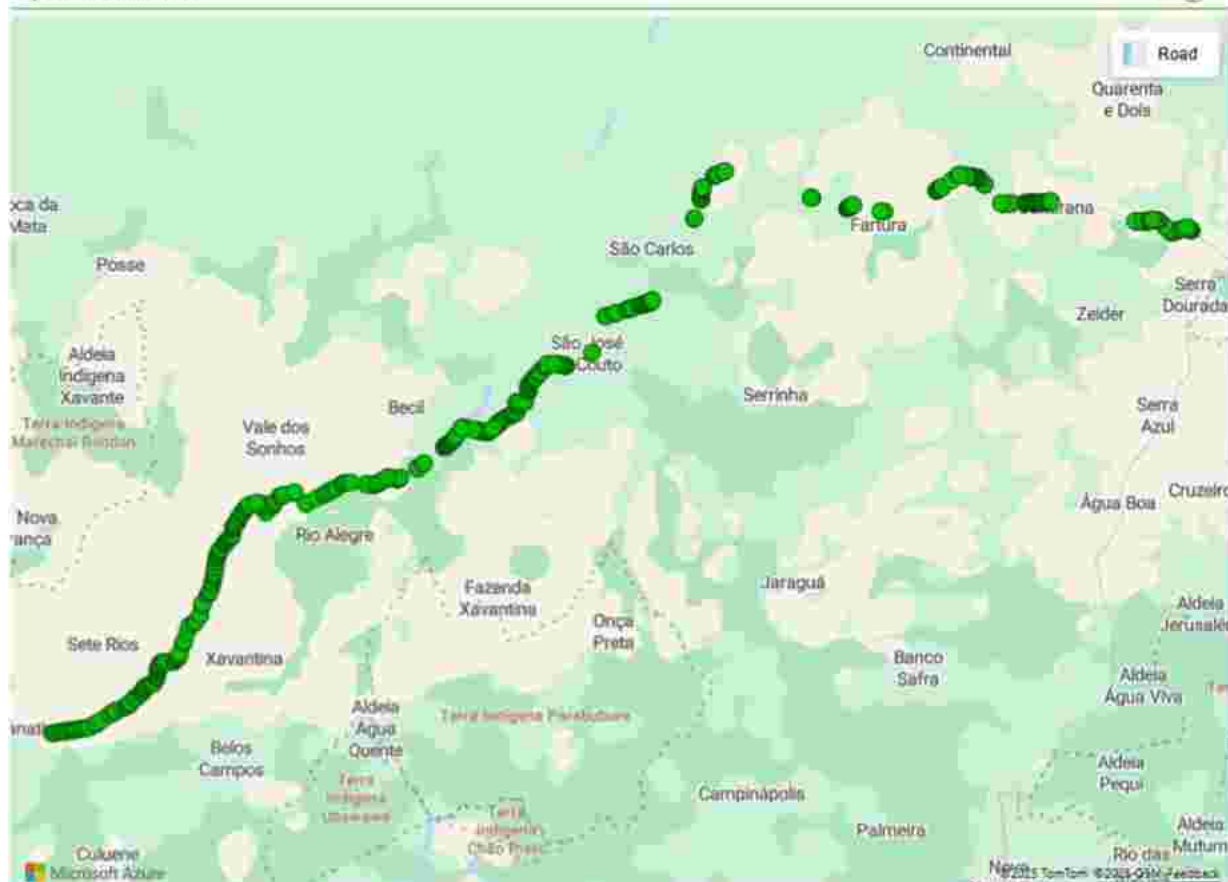 Continental
Road
Quarenta
e Dois
Mata
Fartura
São Carlos
Posse
Serra
Dourada
Zeider
São José
Couto
Aldeia
Indigena
Xavante
Terra Indígena
Marechal Rondon
Becil
Serrinha
Vale dos
Sonhos
Serra
Azul
Nova
Água Boa
Cruzeiro
Rio Alegre
Fazenda
Xavantina
Jaraguá
Onça
Preta
Aldeia
Jerusalém
Sete Rios
Xavantina
Banco
Safra
Aldeia
Água Viva
Aldeia
Água
Quente
Terra Indígena Parabubure
Belos
Campos
Aldeia
Pequi
Terra
Indígena
Ubawawe
Campinápolis
Terra
Indígena
Chão Preto
Palmeira
Aldeia
Mutum
Culuene
Rio das
Microsoft Azure
©2025 TomTom ©2025 OSM Feedback